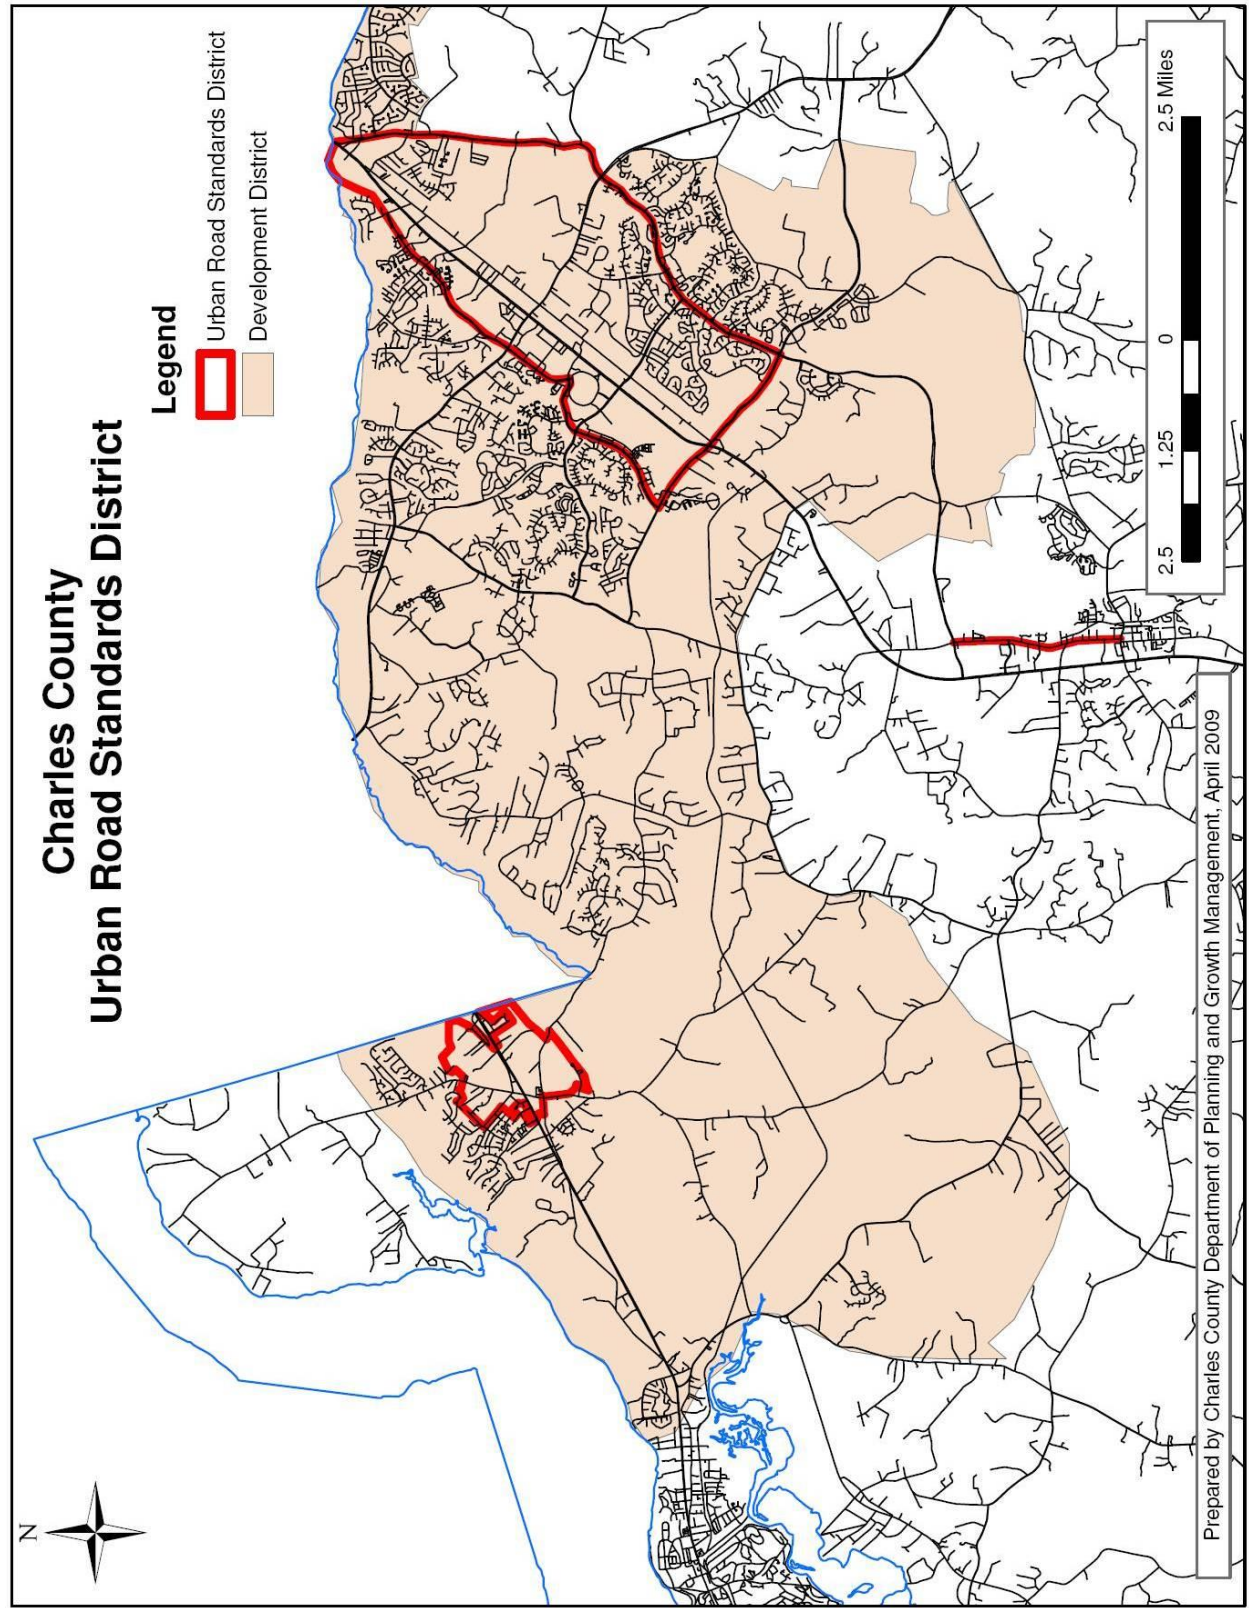 Charles County
Urban Road Standards District
N
Legend
Urban Road Standards District
Development District
2.5 1.25 0 2.5 Miles
Prepared by Charles County Department of Planning and Growth Management, April 2009